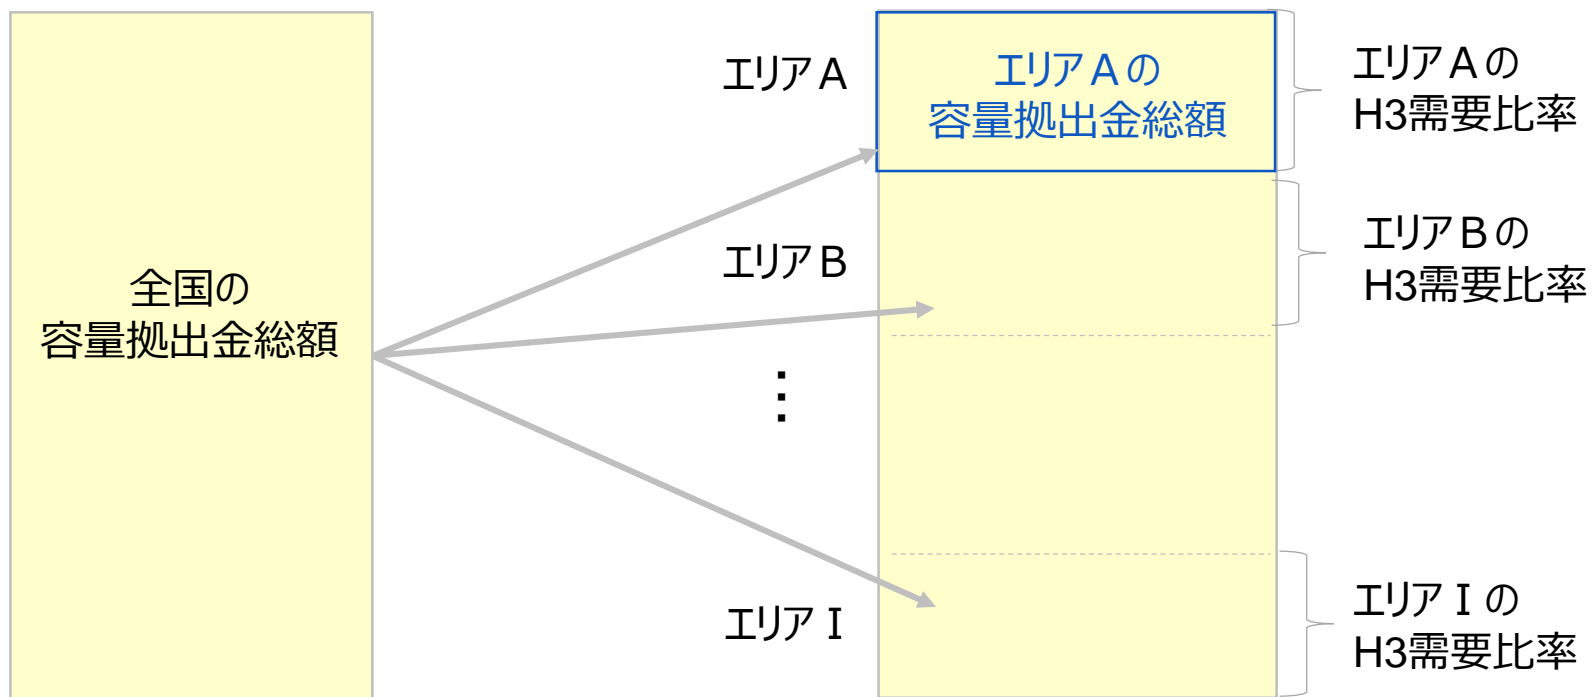 全国の
容量拠出金総額
エリアA
エリアB
⋮
エリアI
エリアAの
容量拠出金総額
エリアAの
H3需要比率
エリアBの
H3需要比率
エリアIの
H3需要比率